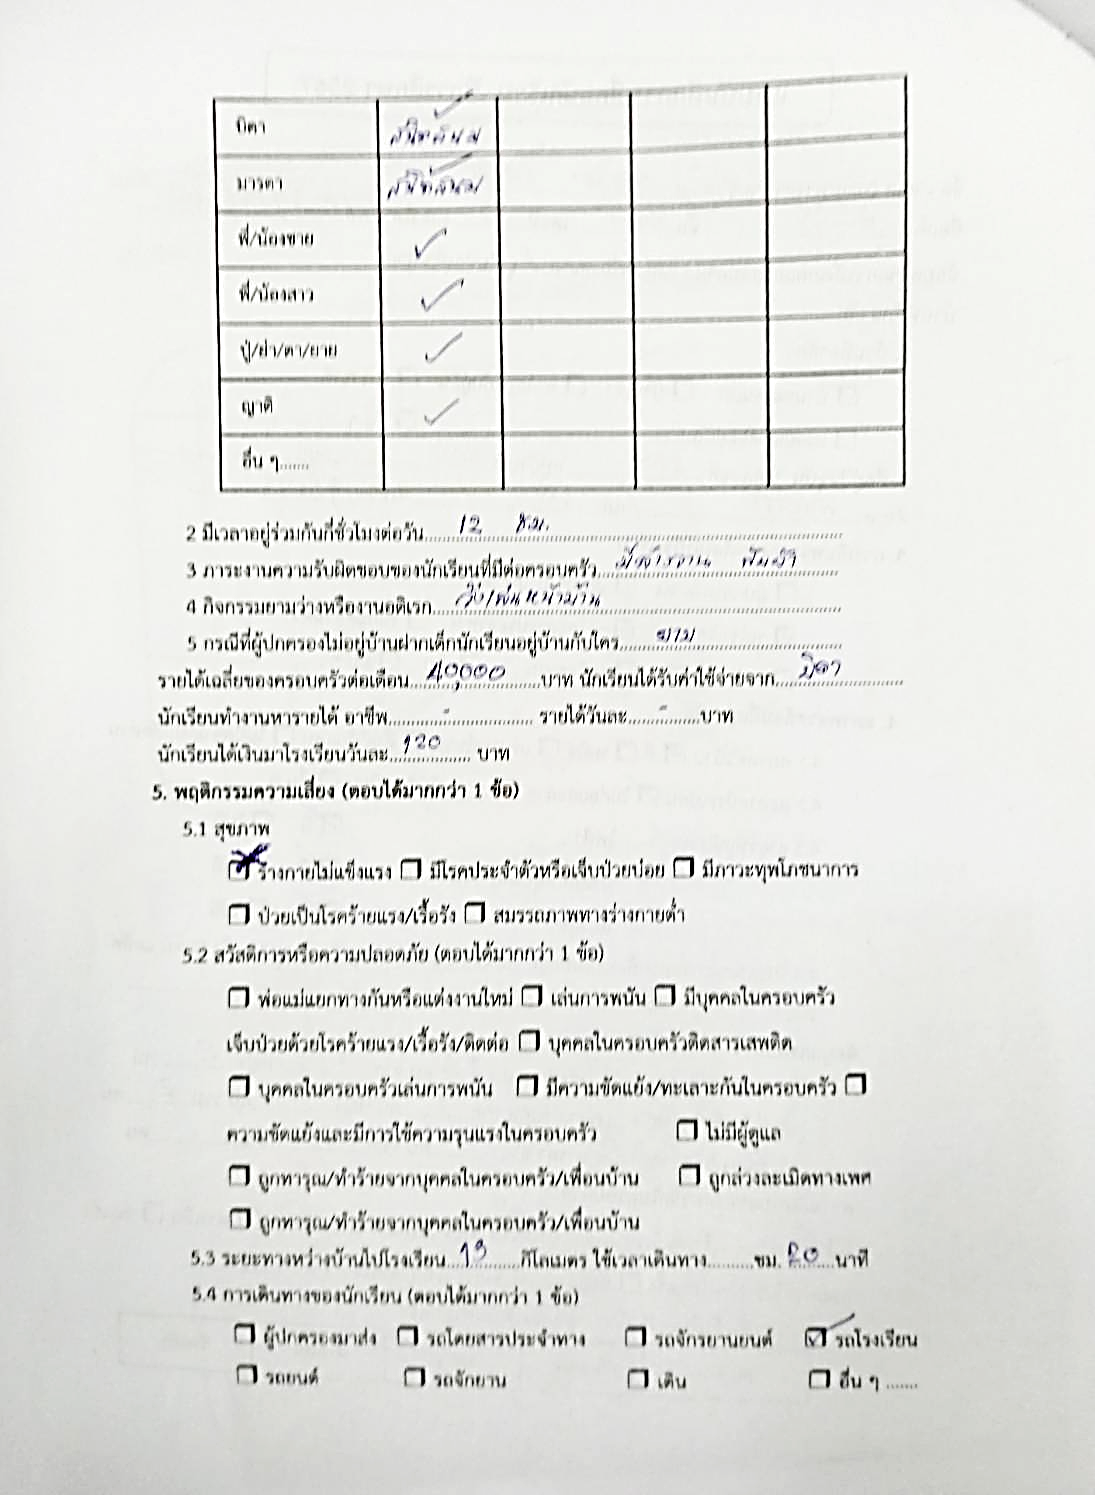 บิดา สนิทสนม
มารดา สนิทสนม
พี่/น้องชาย ✓
พี่/น้องสาว ✓
ปู่/ย่า/ตา/ยาย ✓
ญาติ ✓
อื่น ๆ.......
2 มีเวลาอยู่ร่วมกันกี่ชั่วโมงต่อวัน 12 ชม.
3 ภาระงานความรับผิดชอบของนักเรียนที่มีต่อครอบครัว
4 กิจกรรมยามว่างหรืองานอดิเรก วิ่งเล่นหน้าบ้าน
5 กรณีที่ผู้ปกครองไม่อยู่บ้านฝากเด็กนักเรียนอยู่บ้านกับใคร ยาย
รายได้เฉลี่ยของครอบครัวต่อเดือน 40,000 บาท นักเรียนได้รับค่าใช้จ่ายจาก บิดา
นักเรียนทำงานหารายได้ อาชีพ - รายได้วันละ - บาท
นักเรียนได้เงินมาโรงเรียนวันละ 120 บาท
5. พฤติกรรมความเสี่ยง (ตอบได้มากกว่า 1 ข้อ)
5.1 สุขภาพ
☒ ร่างกายไม่แข็งแรง ☐ มีโรคประจำตัวหรือเจ็บป่วยบ่อย ☐ มีภาวะทุพโภชนาการ
☐ ป่วยเป็นโรคร้ายแรง/เรื้อรัง ☐ สมรรถภาพทางร่างกายต่ำ
5.2 สวัสดิการหรือความปลอดภัย (ตอบได้มากกว่า 1 ข้อ)
☐ พ่อแม่แยกทางกันหรือแต่งงานใหม่ ☐ เล่นการพนัน ☐ มีบุคคลในครอบครัว
เจ็บป่วยด้วยโรคร้ายแรง/เรื้อรัง/ติดต่อ ☐ บุคคลในครอบครัวติดสารเสพติด
☐ บุคคลในครอบครัวเล่นการพนัน ☐ มีความขัดแย้ง/ทะเลาะกันในครอบครัว ☐
ความขัดแย้งและมีการใช้ความรุนแรงในครอบครัว ☐ ไม่มีผู้ดูแล
☐ ถูกทารุณ/ทำร้ายจากบุคคลในครอบครัว/เพื่อนบ้าน ☐ ถูกล่วงละเมิดทางเพศ
☐ ถูกทารุณ/ทำร้ายจากบุคคลในครอบครัว/เพื่อนบ้าน
5.3 ระยะทางหว่างบ้านไปโรงเรียน 13 กิโลเมตร ใช้เวลาเดินทาง..........ชม. 20 นาที
5.4 การเดินทางของนักเรียน (ตอบได้มากกว่า 1 ข้อ)
☐ ผู้ปกครองมาส่ง ☐ รถโดยสารประจำทาง ☐ รถจักรยานยนต์ ☑ รถโรงเรียน
☐ รถยนต์ ☐ รถจักยาน ☐ เดิน ☐ อื่น ๆ .......